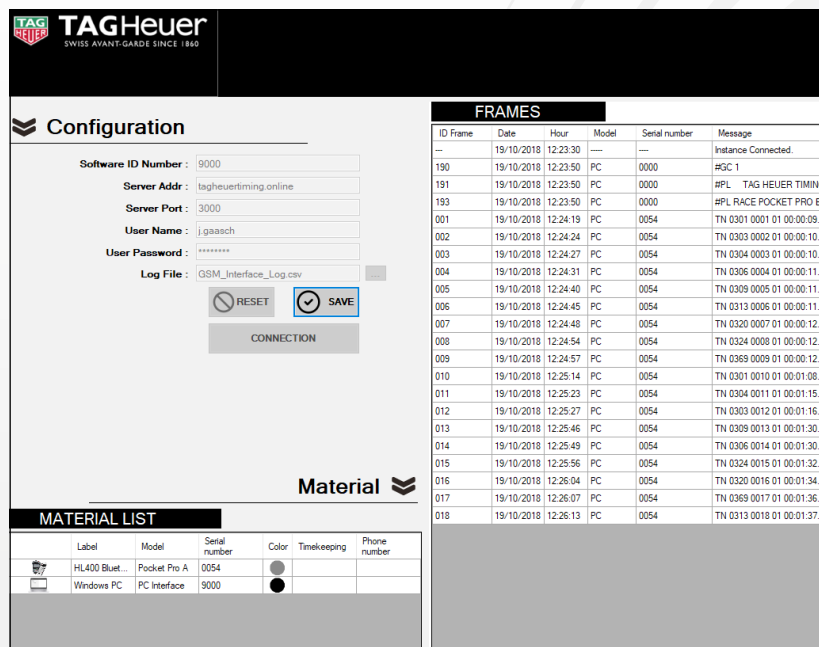 TAG
HEUER
TAGHeuer
SWISS AVANT-GARDE SINCE 1860
Configuration
Software ID Number : 9000
Server Addr : tagheuertiming.online
Server Port : 3000
User Name : j.gaasch
User Password : ********
Log File : GSM_Interface_Log.csv ...
RESET SAVE
CONNECTION
Material
MATERIAL LIST
Label Model Serial number Color Timekeeping Phone number
HL400 Bluet... Pocket Pro A 0054
Windows PC PC Interface 9000
FRAMES
ID Frame Date Hour Model Serial number Message
--- 19/10/2018 12:23:30 ----- ---- Instance Connected.
190 19/10/2018 12:23:50 PC 0000 #GC 1
191 19/10/2018 12:23:50 PC 0000 #PL TAG HEUER TIMIN
193 19/10/2018 12:23:50 PC 0000 #PL RACE POCKET PRO
001 19/10/2018 12:24:19 PC 0054 TN 0301 0001 01 00:00:09.
002 19/10/2018 12:24:24 PC 0054 TN 0303 0002 01 00:00:10.
003 19/10/2018 12:24:27 PC 0054 TN 0304 0003 01 00:00:10.
004 19/10/2018 12:24:31 PC 0054 TN 0306 0004 01 00:00:11.
005 19/10/2018 12:24:40 PC 0054 TN 0309 0005 01 00:00:11.
006 19/10/2018 12:24:45 PC 0054 TN 0313 0006 01 00:00:11.
007 19/10/2018 12:24:48 PC 0054 TN 0320 0007 01 00:00:12.
008 19/10/2018 12:24:54 PC 0054 TN 0324 0008 01 00:00:12.
009 19/10/2018 12:24:57 PC 0054 TN 0369 0009 01 00:00:12.
010 19/10/2018 12:25:14 PC 0054 TN 0301 0010 01 00:01:08.
011 19/10/2018 12:25:23 PC 0054 TN 0304 0011 01 00:01:15.
012 19/10/2018 12:25:27 PC 0054 TN 0303 0012 01 00:01:16.
013 19/10/2018 12:25:46 PC 0054 TN 0309 0013 01 00:01:30.
014 19/10/2018 12:25:49 PC 0054 TN 0306 0014 01 00:01:30.
015 19/10/2018 12:25:56 PC 0054 TN 0324 0015 01 00:01:32.
016 19/10/2018 12:26:04 PC 0054 TN 0320 0016 01 00:01:34.
017 19/10/2018 12:26:07 PC 0054 TN 0369 0017 01 00:01:36.
018 19/10/2018 12:26:13 PC 0054 TN 0313 0018 01 00:01:37.